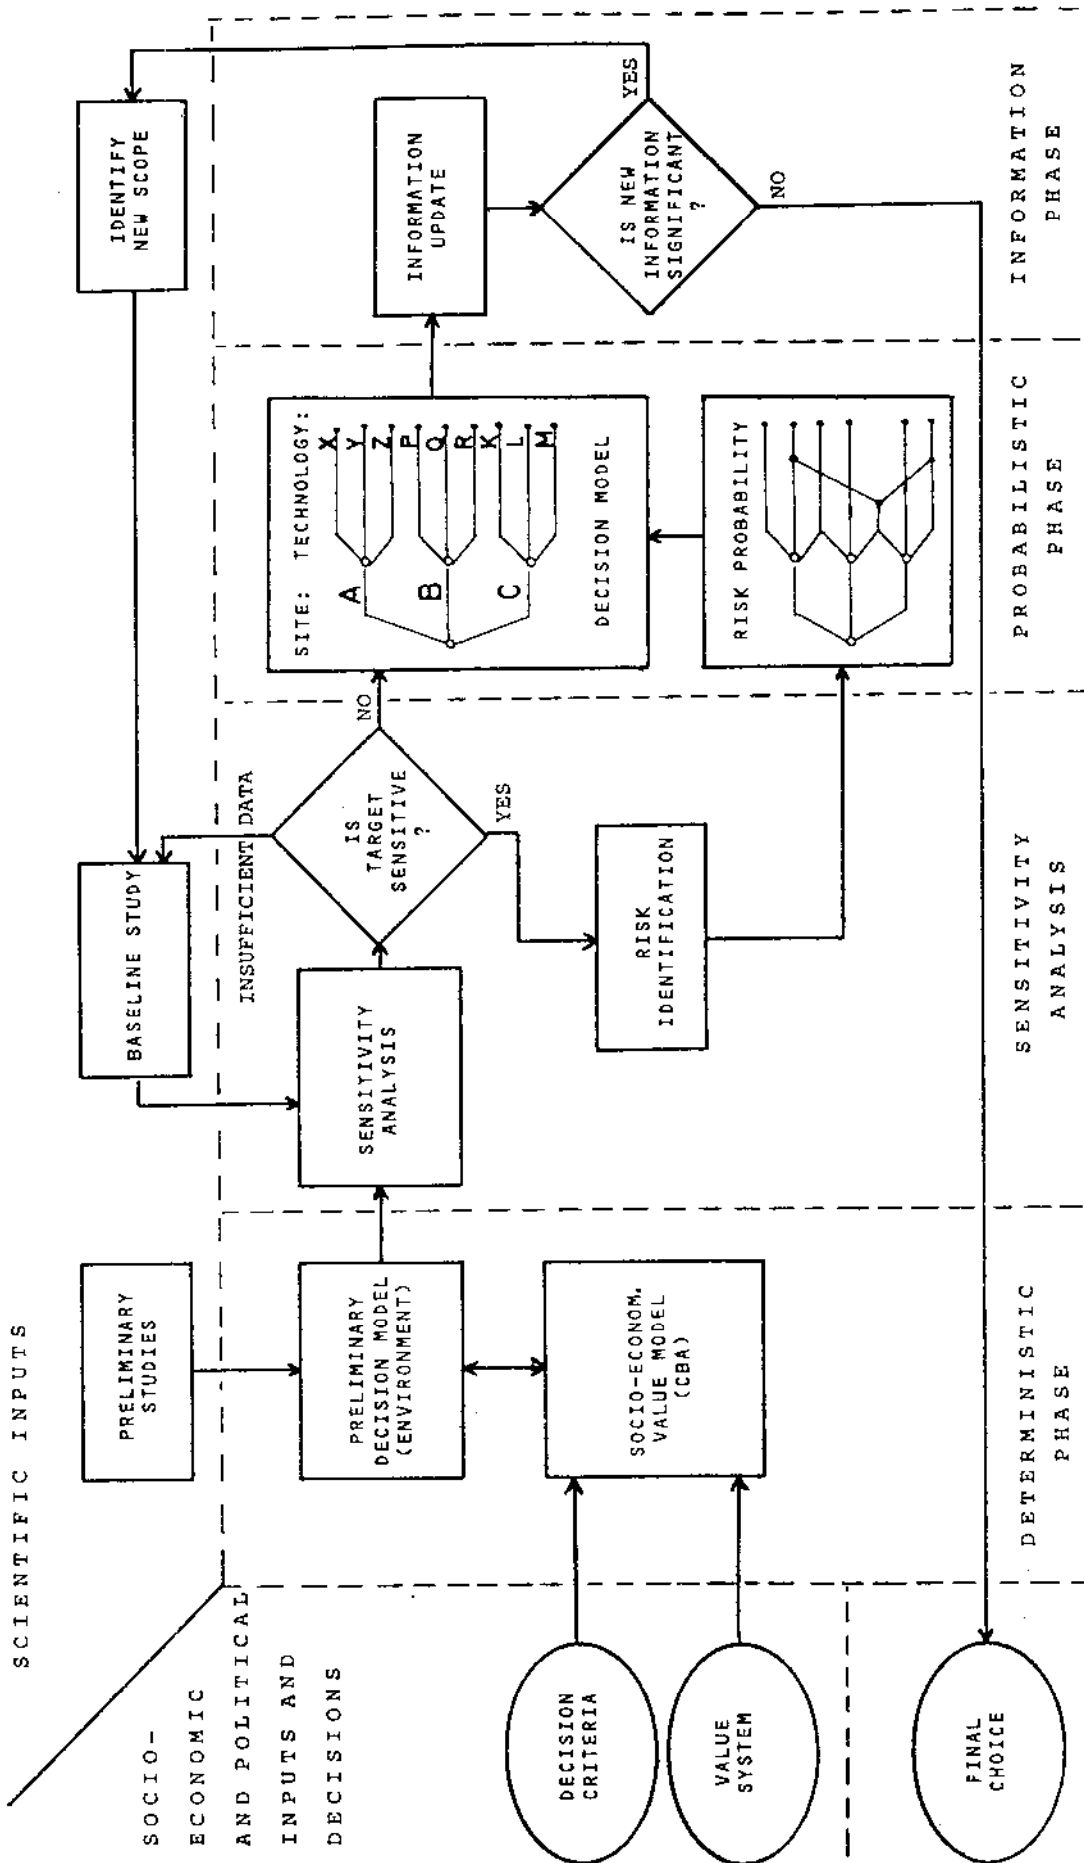 SCIENTIFIC INPUTS
SOCIO-
ECONOMIC
AND POLITICAL
INPUTS AND
DECISIONS
PRELIMINARY
STUDIES
BASELINE STUDY
IDENTIFY
NEW SCOPE
INSUFFICIENT DATA
PRELIMINARY
DECISION MODEL
(ENVIRONMENT)
SENSITIVITY
ANALYSIS
IS
TARGET
SENSITIVE
?
NO
YES
SITE: TECHNOLOGY:
A
B
C
X
Y
Z
P
Q
R
K
L
M
DECISION MODEL
INFORMATION
UPDATE
IS NEW
INFORMATION
SIGNIFICANT
?
YES
NO
DECISION
CRITERIA
VALUE
SYSTEM
SOCIO-ECONOM.
VALUE MODEL
(CBA)
RISK
IDENTIFICATION
RISK PROBABILITY
FINAL
CHOICE
DETERMINISTIC
PHASE
SENSITIVITY
ANALYSIS
PROBABILISTIC
PHASE
INFORMATION
PHASE